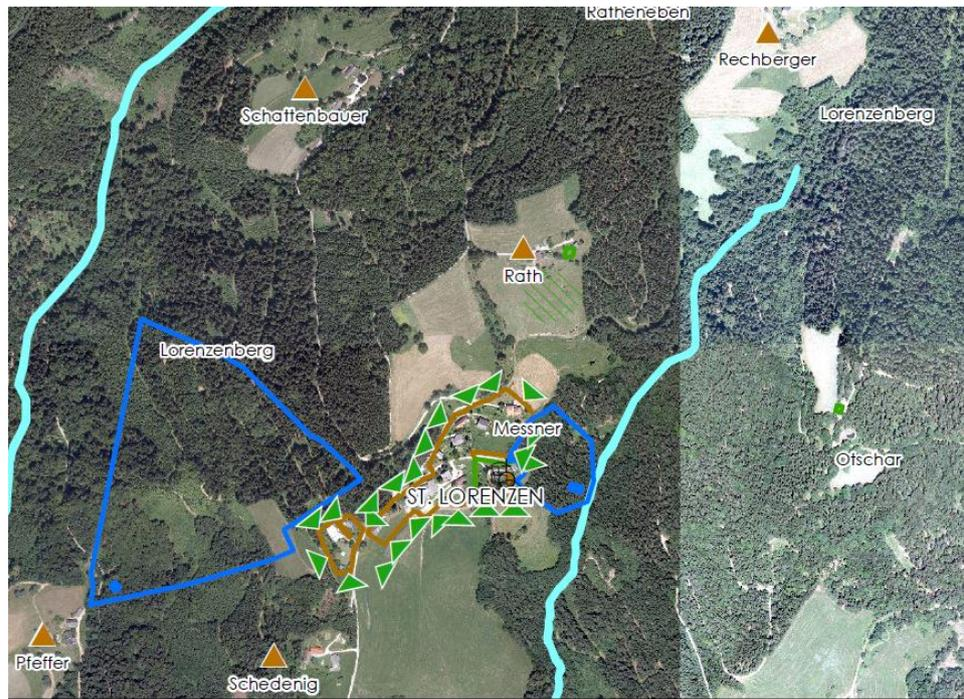 Ratheneben
Rechberger
Schattenbauer
Lorenzenberg
Rath
Lorenzenberg
Messner
Otschar
ST. LORENZEN
Pfeffer
Schedenig